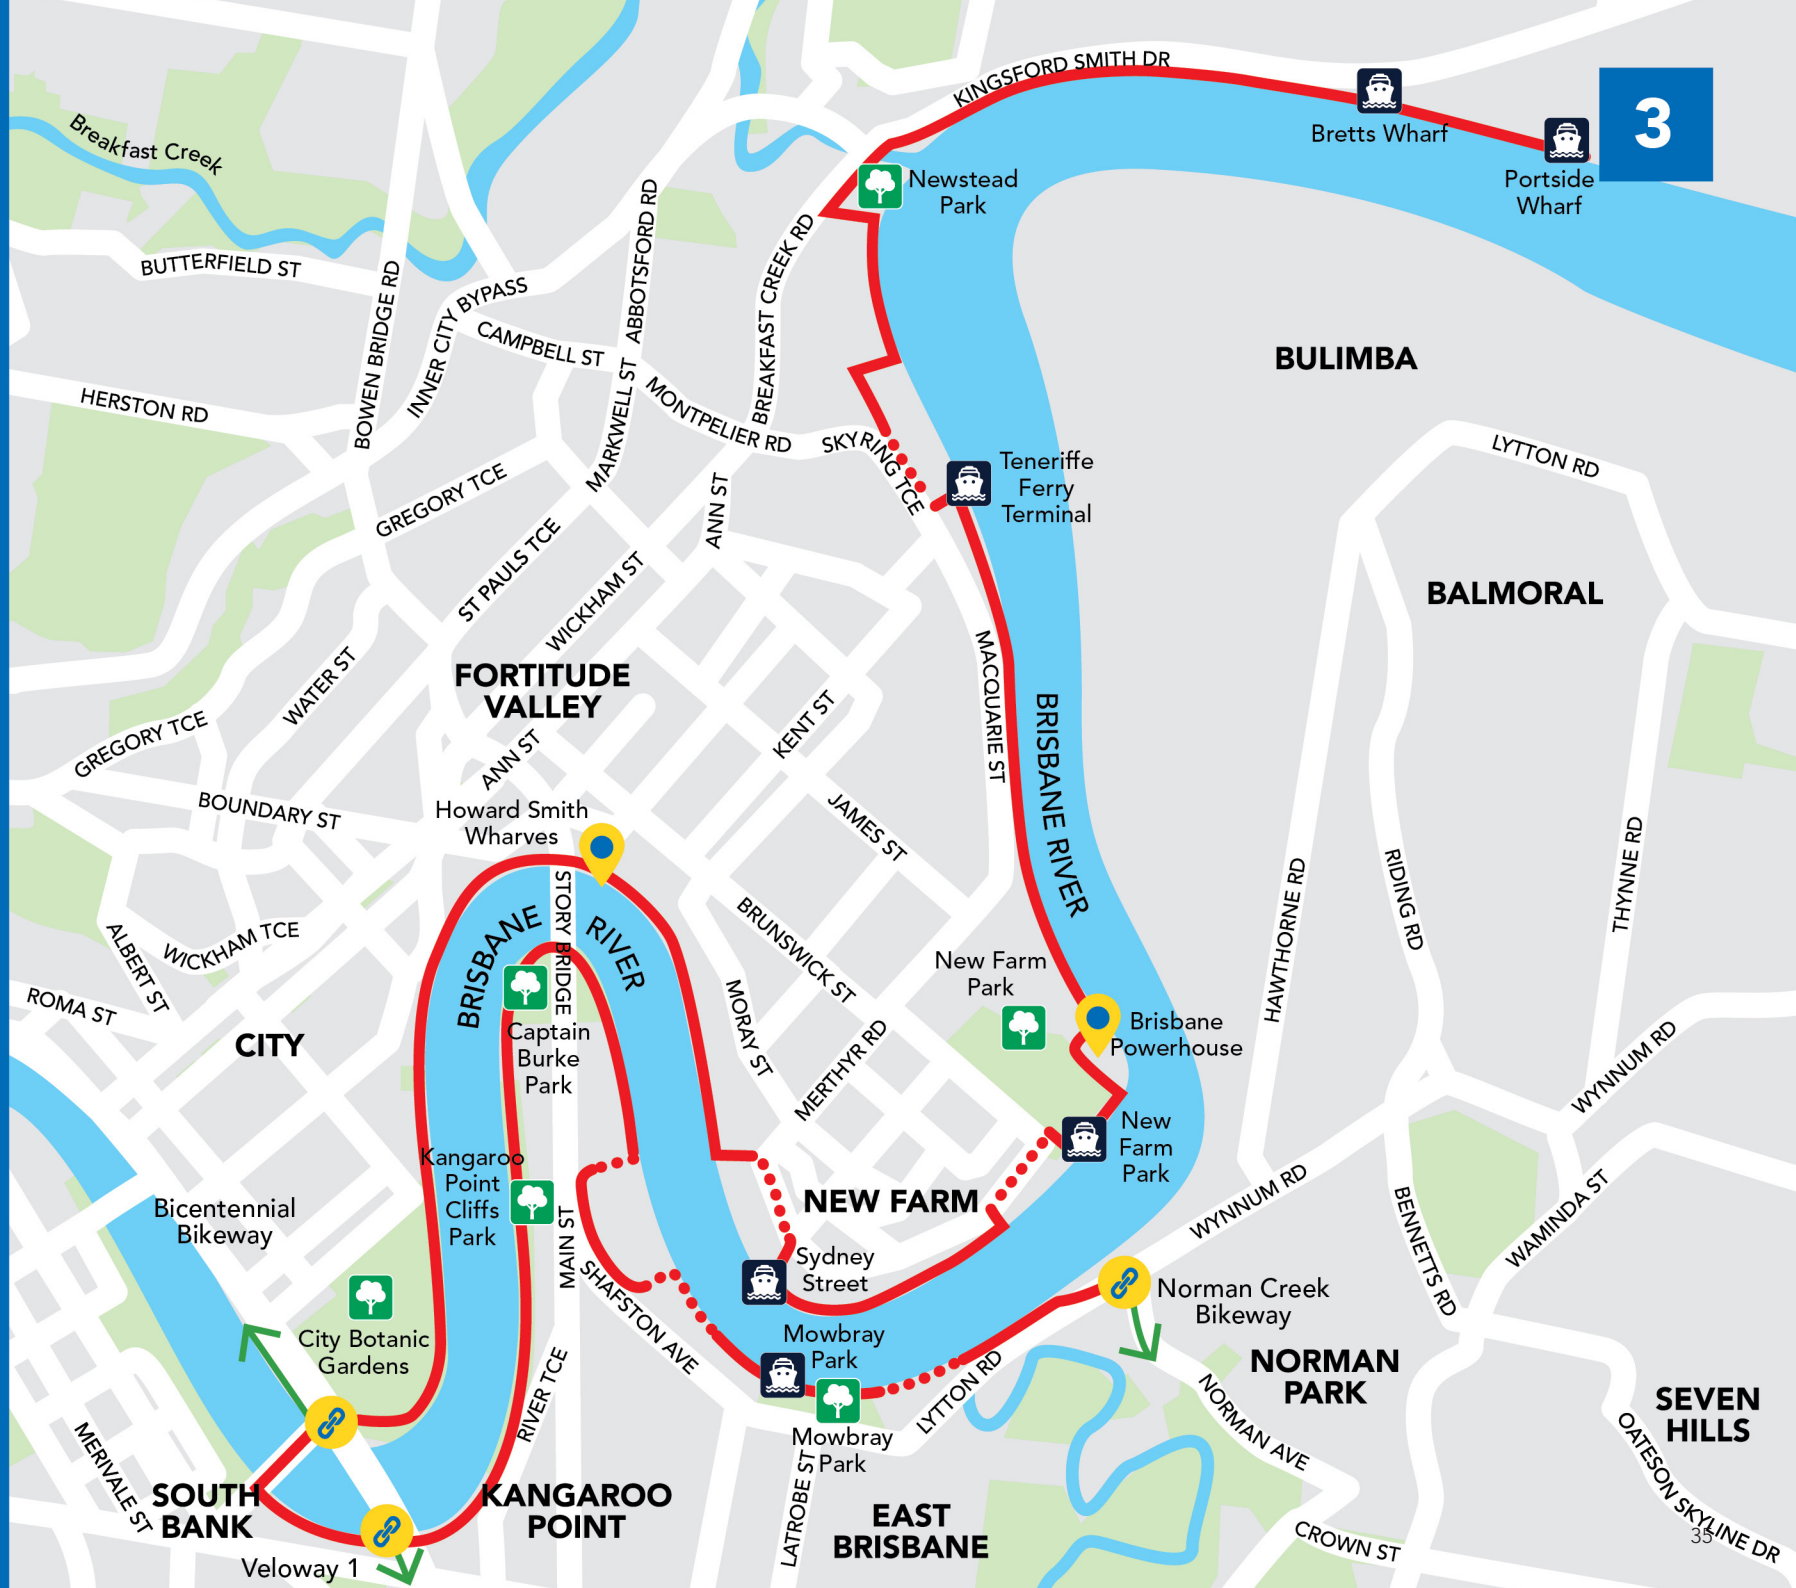 KINGSFORD SMITH DR
Bretts Wharf
3
Portside
Wharf
Breakfast Creek
Newstead
Park
BUTTERFIELD ST
BOWEN BRIDGE RD
INNER CITY BYPASS
ABBOTSFORD RD
BREAKFAST CREEK RD
CAMPBELL ST
MARKWELL ST
MONTPELIER RD
HERSTON RD
SKYRING TCE
BULIMBA
LYTTON RD
Teneriffe
Ferry
Terminal
GREGORY TCE
ANN ST
ST PAULS TCE
WICKHAM ST
BALMORAL
WATER ST
FORTITUDE
VALLEY
MACQUARIE ST
BRISBANE RIVER
GREGORY TCE
ANN ST
KENT ST
BOUNDARY ST
Howard Smith
Wharves
JAMES ST
HAWTHORNE RD
RIDING RD
THYNNE RD
STORY BRIDGE
BRISBANE
RIVER
ALBERT ST
WICKHAM TCE
BRUNSWICK ST
New Farm
Park
ROMA ST
CITY
Captain
Burke
Park
MORAY ST
MERTHYR RD
Brisbane
Powerhouse
WYNNUM RD
New
Farm
Park
Kangaroo
Point
Cliffs
Park
Bicentennial
Bikeway
MAIN ST
NEW FARM
WYNNUM RD
BENNETTS RD
WAMINDA ST
Sydney
Street
SHAFSTON AVE
City Botanic
Gardens
Mowbray
Park
Norman Creek
Bikeway
LYTTON RD
NORMAN
PARK
RIVER TCE
NORMAN AVE
SEVEN
HILLS
Mowbray
Park
MERIVALE ST
SOUTH
BANK
KANGAROO
POINT
LATROBE ST
EAST
BRISBANE
OATESON SKYLINE DR
CROWN ST
35
Veloway 1